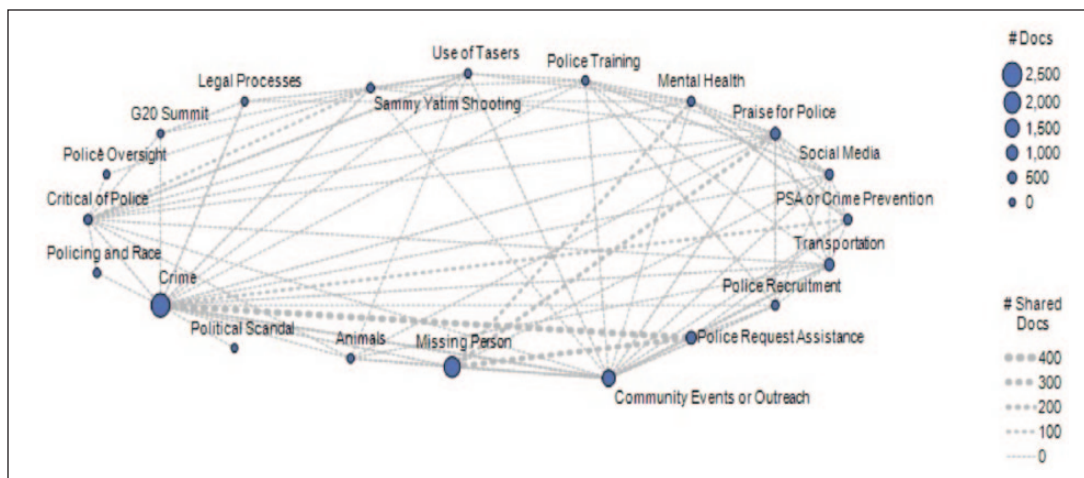 Use of Tasers
Police Training
Legal Processes
Mental Health
Sammy Yatim Shooting
G20 Summit
Praise for Police
Police Oversight
Social Media
Critical of Police
PSA or Crime Prevention
Policing and Race
Transportation
Crime
Police Recruitment
Political Scandal
Animals
Missing Person
Police Request Assistance
Community Events or Outreach
# Docs
2,500
2,000
1,500
1,000
500
0
# Shared
Docs
400
300
200
100
0